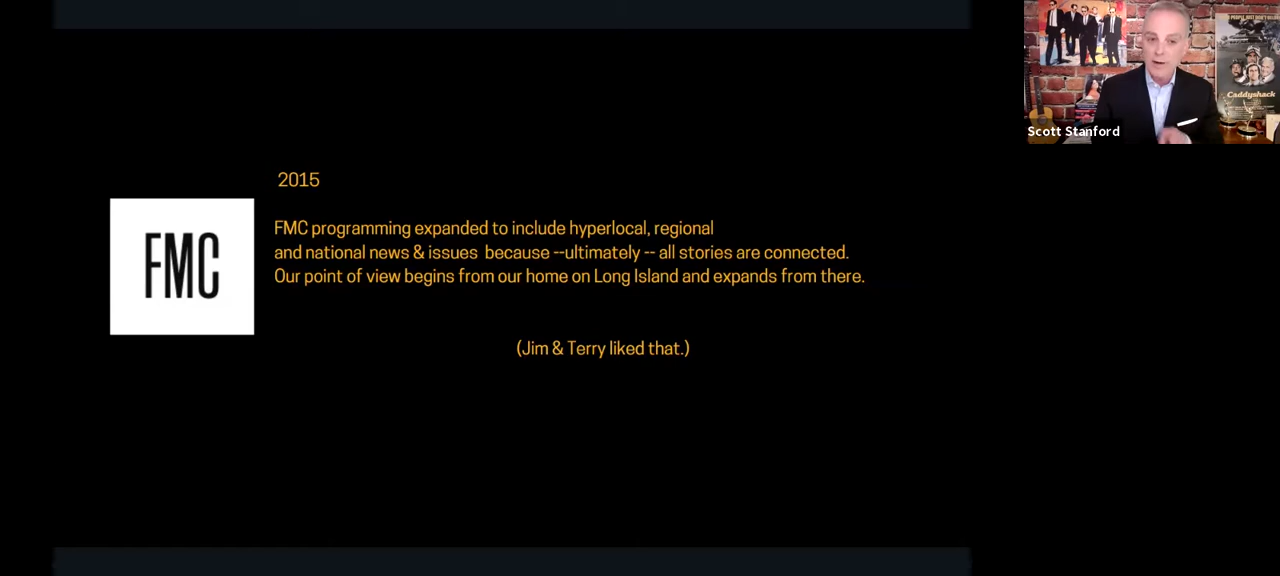 2015
FMC programming expanded to include hyperlocal, regional
and national news & issues  because --ultimately -- all stories are connected.
Our point of view begins from our home on Long Island and expands from there.
FMC
(Jim & Terry liked that.)
Caddyshack
Scott Stanford